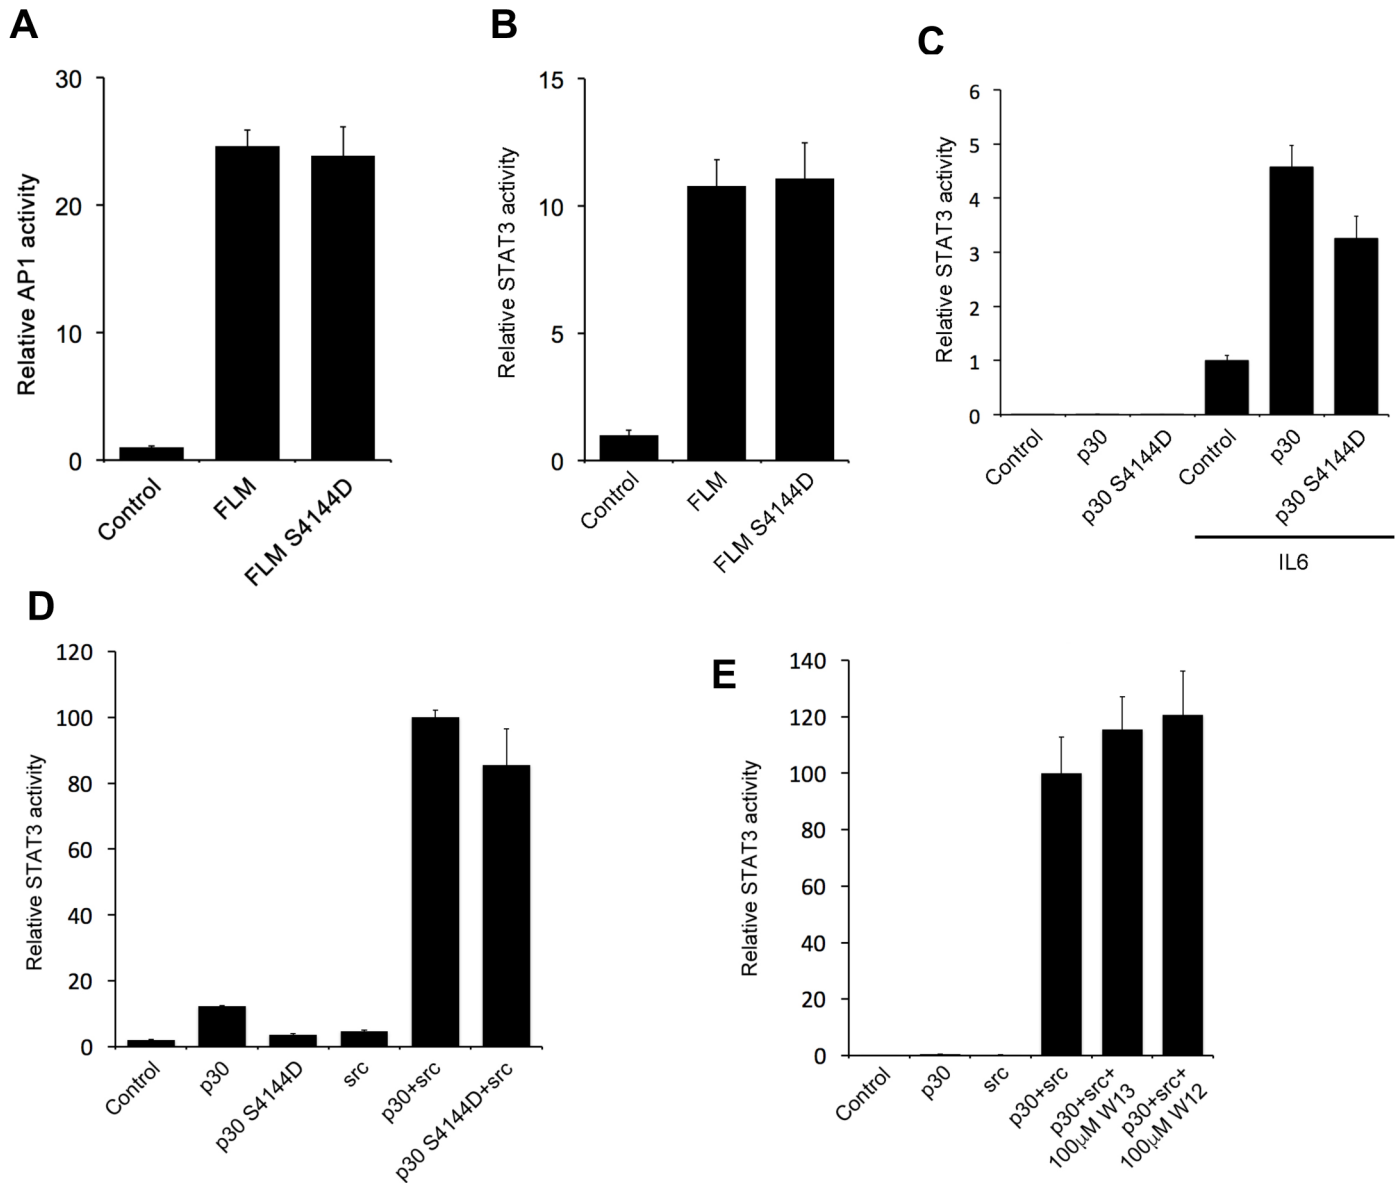 A
Relative AP1 activity
30
20
10
0
Control
FLM
FLM S4144D
B
Relative STAT3 activity
15
10
5
0
Control
FLM
FLM S4144D
C
Relative STAT3 activity
6
5
4
3
2
1
0
Control
p30
p30 S4144D
Control
p30
p30 S4144D
IL6
D
Relative STAT3 activity
120
100
80
60
40
20
0
Control
p30
p30 S4144D
src
p30+src
p30 S4144D+src
E
Relative STAT3 activity
140
120
100
80
60
40
20
0
Control
p30
src
p30+src
p30+src+
100μM W13
p30+src+
100μM W12